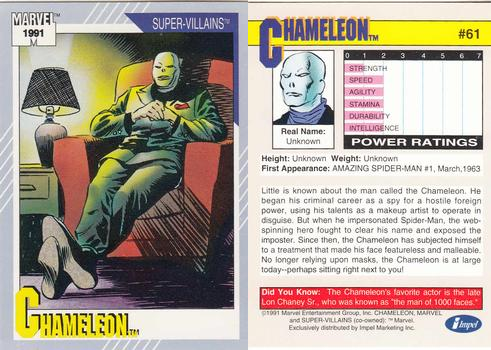 MARVEL™
1991
M
SUPER-VILLAINS™
CHAMELEON™
CHAMELEON™
#61
0 1 2 3 4 5 6 7
STRENGTH
SPEED
AGILITY
STAMINA
DURABILITY
INTELLIGENCE
POWER RATINGS
Real Name:
Unknown
Height: Unknown Weight: Unknown
First Appearance: AMAZING SPIDER-MAN #1, March,1963
Little is known about the man called the Chameleon. He
began his criminal career as a spy for a hostile foreign
power, using his talents as a makeup artist to operate in
disguise. But when he impersonated Spider-Man, the web-
spinning hero fought to clear his name and exposed the
imposter. Since then, the Chameleon has subjected himself
to a treatment that made his face featureless and malleable.
No longer relying upon masks, the Chameleon is at large
today--perhaps sitting right next to you!
Did You Know: The Chameleon's favorite actor is the late
Lon Chaney Sr., who was known as "the man of 1000 faces."
©1991 Marvel Entertainment Group, Inc. CHAMELEON, MARVEL
and SUPER-VILLAINS (co-owned): ™ Marvel.
Exclusively distributed by Impel Marketing Inc.
Impel